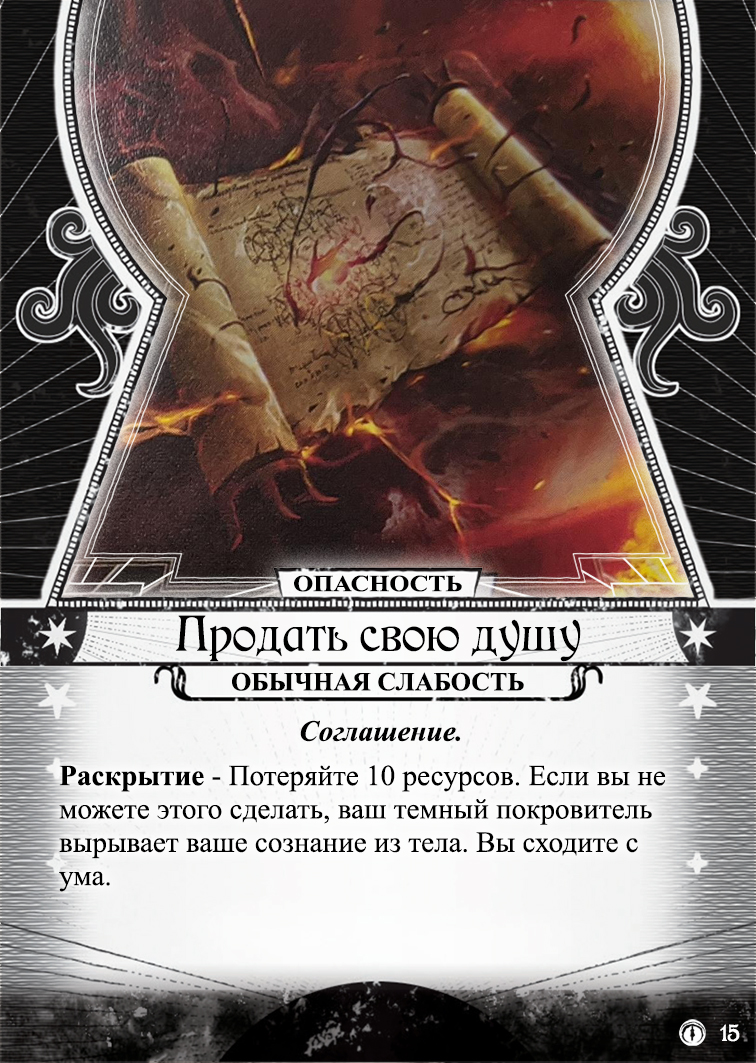 ОПАСНОСТЬ
Продать свою душу
ОБЫЧНАЯ СЛАБОСТЬ
Соглашение.
Раскрытие - Потеряйте 10 ресурсов. Если вы не
можете этого сделать, ваш темный покровитель
вырывает ваше сознание из тела. Вы сходите с
ума.
15